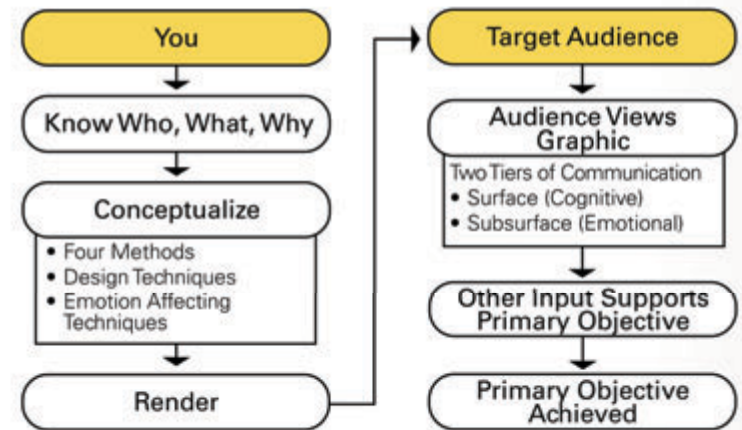 You
Know Who, What, Why
Conceptualize
• Four Methods
• Design Techniques
• Emotion Affecting
Techniques
Render
Target Audience
Audience Views
Graphic
Two Tiers of Communication
• Surface (Cognitive)
• Subsurface (Emotional)
Other Input Supports
Primary Objective
Primary Objective
Achieved